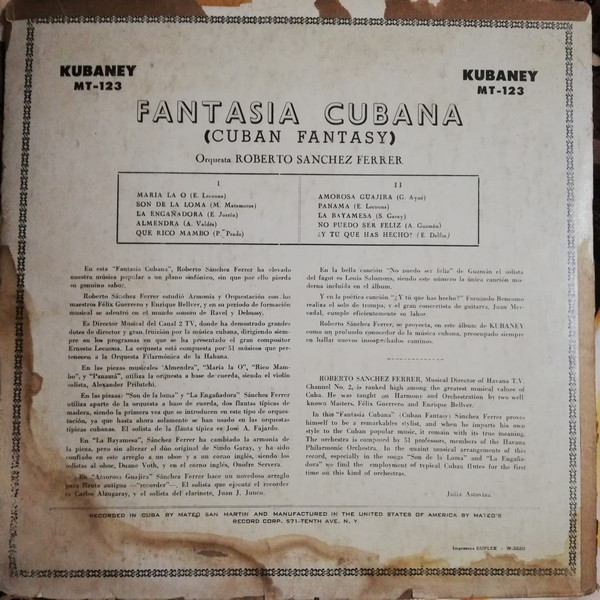 KUBANEY
MT-123
KUBANEY
MT-123
FANTASIA CUBANA
(CUBAN FANTASY)
Orquesta ROBERTO SANCHEZ FERRER
I
MARIA LA O (E. Lecuona)
SON DE LA LOMA (M. Matamoros)
LA ENGAÑADORA (E. Jorrín)
ALMENDRA (A. Valdés)
QUE RICO MAMBO (P. Prado)
II
AMOROSA GUAJIRA (G.
PANAMA (E. Lecuona)
LA BAYAMESA (S. Garay)
NO PUEDO SER FELIZ (A. Guzmán)
¿Y TU QUE HAS HECHO? (E. Delfín)
En esta "Fantasía Cubana", Roberto Sánchez Ferrer ha elevado
nuestra música popular a un plano sinfónico, sin que por ello pierda
su genuino sabor.
Roberto Sánchez Ferrer estudió Armonía y Orquestación con los
maestros Félix Guerrero y Enrique Bellver, y en su período de formación
musical se adentró en el mundo sonoro de Ravel y Debussy.
Es Director Musical del Canal 2 TV, donde ha demostrado grandes
dotes de director y gran fruición por la música cubana, dirigiendo siem-
pre en los programas en que se ha presentado el gran compositor
Ernesto Lecuona. La orquesta está compuesta por 51 músicos que per-
tenecen a la Orquesta Filarmónica de la Habana.
En las piezas musicales "Almendra", "María la O", "Rico Mam-
bo", y "Panamá", utiliza la orquesta a base de cuerda, siendo el violín
solista, Alexander Prilutchi.
En las piezas: "Son de la loma" y "La Engañadora" Sánchez Ferrer
utiliza aparte de la orquesta a base de cuerda, dos flautas típicas de
madera, siendo la primera vez que se introducen en este tipo de orques-
tación, ya que hasta ahora solamente se han usado en las orquestas
típicas cubanas. El solista de la flauta típica es José A. Fajardo.
En "La Bayamesa", Sánchez Ferrer ha cambiado la armonía de
la pieza, pero sin alterar el dúo original de Sindo Garay, y ha sido
confiado en este arreglo a un oboe y a un corno inglés, siendo los
solistas al oboe, Duane Voth, y en el corno inglés, Onofre Servera.
En "Amorosa Guajira" Sánchez Ferrer hace un novedoso arreglo
para flauta antigua —"recorder"—. El solista que ejecuta el recorder
es Carlos Alzugaray, y el solista del clarinete, Juan J. Junco.
En la bella canción "No puedo ser feliz" de Guzmán el solista
del fagot es Louis Salomons, siendo este número la única canción mo-
derna incluida en el álbum.
Y en la poética canción "¿Y tú que has hecho?" Fernando Bencomo
realiza el solo de trompa, y el gran concertista de guitarra, Juan Mer-
cadal, cumple eficientemente su labor.
Roberto Sánchez Ferrer, se proyecta, en este álbum de KUBANEY
como un profundo conocedor de la música cubana, preocupado siempre
en hallar nuevos insospechados caminos.
ROBERTO SANCHEZ FERRER, Musical Director of Havana T.V.
Channel No. 2, is ranked high among the greatest musical values of
Cuba. He was taught on Harmony and Orchestration by two well
known Masters, Félix Guerrero and Enrique Bellver.
In this "Fantasía Cubana" (Cuban Fantasy) Sánchez Ferrer proves
himself to be a remarkables stylist, and when he imparts his own
style to the Cuban popular music, it remain with its true meaning.
The orchestra is composed by 51 professors, members of the Havana
Philharmonic Orchestra. In the quaint musical arrangements of this
record, especially in the songs "Son de la Loma" and "La Engaña-
dora" we find the employment of typical Cuban flutes for the first
time on this kind of orchestras.
Julia Astoviza
RECORDED IN CUBA BY MATEO SAN MARTIN AND MANUFACTURED IN THE UNITED STATES OF AMERICA BY MATEO'S
RECORD CORP. 571-TENTH AVE. N. Y.
Impresos DUPLEX - W-3230